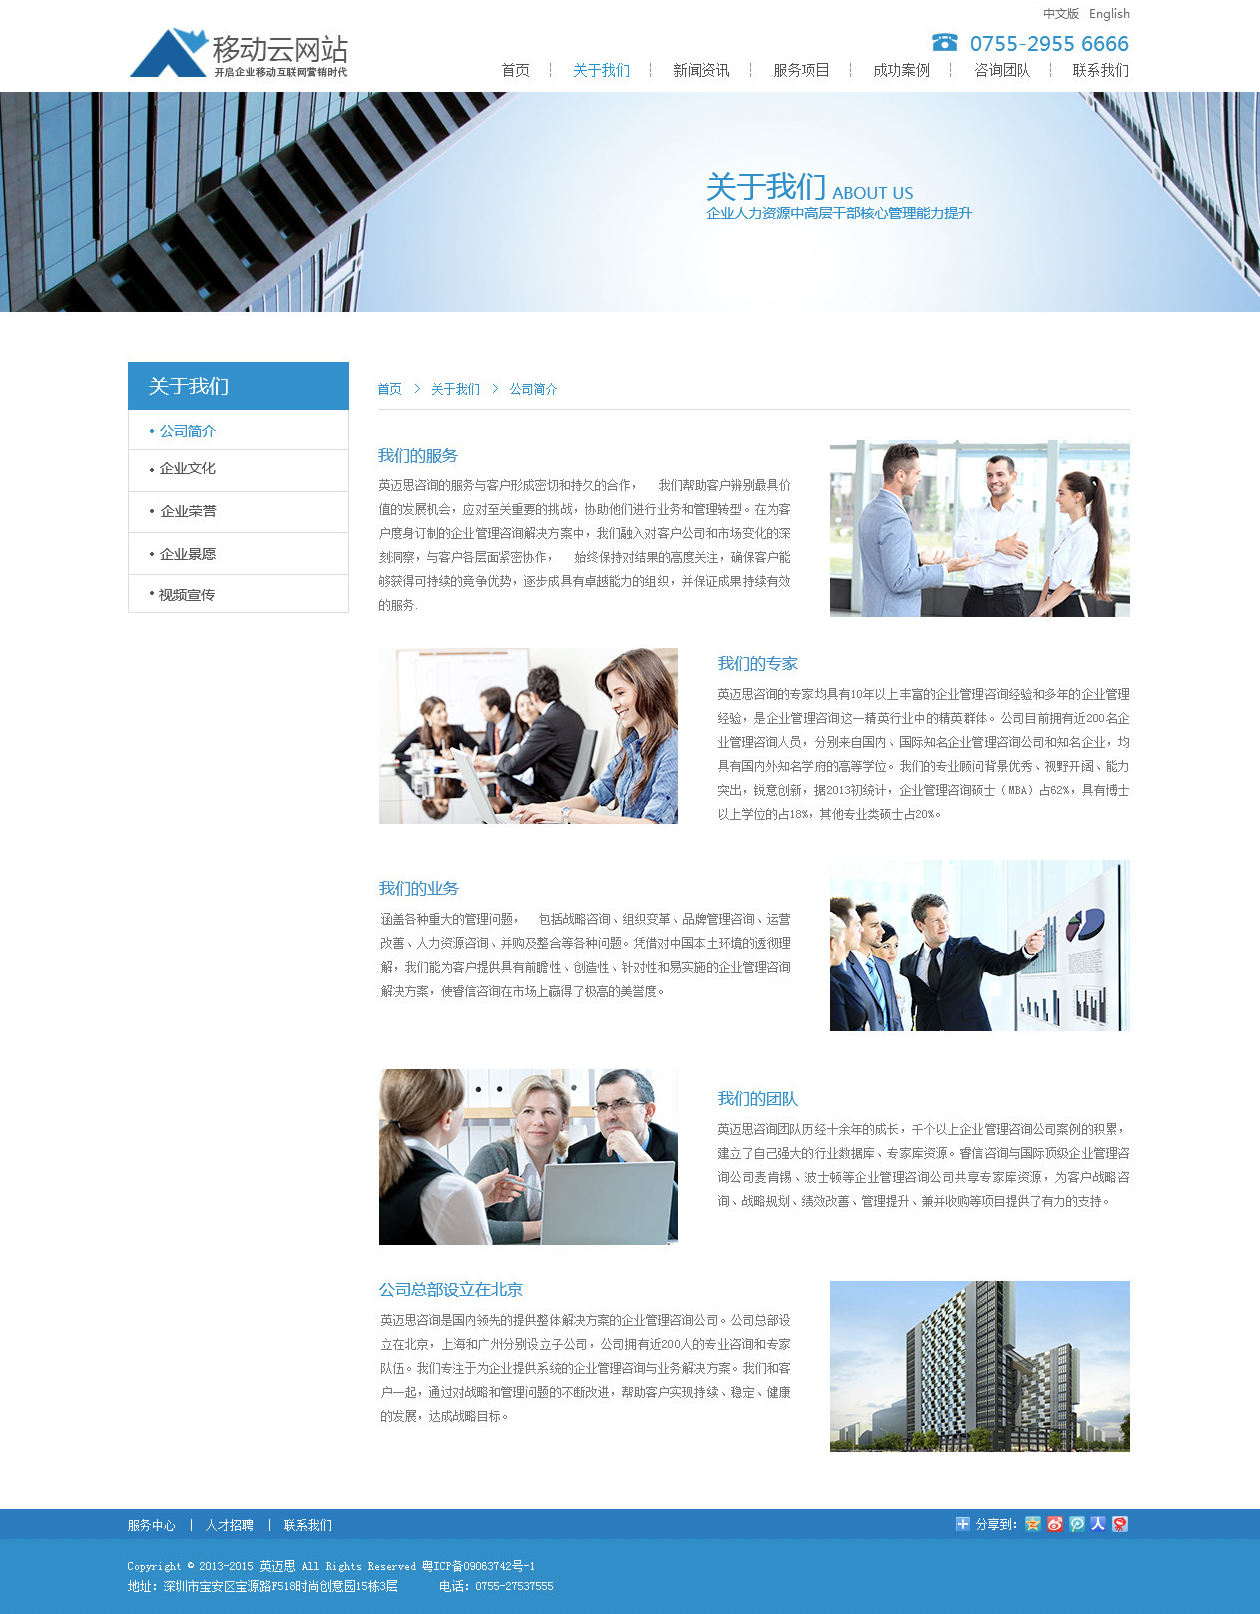 中文版 English
移动云网站
开启企业移动互联网营销时代
0755-2955 6666
首页 关于我们 新闻资讯 服务项目 成功案例 咨询团队 联系我们
关于我们 ABOUT US
企业人力资源中高层干部核心管理能力提升
关于我们
公司简介
企业文化
企业荣誉
企业景愿
视频宣传
首页 > 关于我们 > 公司简介
我们的服务
英迈思咨询的服务与客户形成密切和持久的合作， 我们帮助客户辨别最具价
值的发展机会，应对至关重要的挑战，协助他们进行业务和管理转型。在为客
户度身订制的企业管理咨询解决方案中，我们融入对客户公司和市场变化的深
刻洞察，与客户各层面紧密协作， 始终保持对结果的高度关注，确保客户能
够获得可持续的竞争优势，逐步成具有卓越能力的组织，并保证成果持续有效
的服务.
我们的专家
英迈思咨询的专家均具有10年以上丰富的企业管理咨询经验和多年的企业管理
经验，是企业管理咨询这一精英行业中的精英群体。公司目前拥有近200名企
业管理咨询人员，分别来自国内、国际知名企业管理咨询公司和知名企业，均
具有国内外知名学府的高等学位。我们的专业顾问背景优秀、视野开阔、能力
突出，锐意创新，据2013初统计，企业管理咨询硕士（MBA）占62%，具有博士
以上学位的占18%，其他专业类硕士占20%。
我们的业务
涵盖各种重大的管理问题， 包括战略咨询、组织变革、品牌管理咨询、运营
改善、人力资源咨询、并购及整合等各种问题。凭借对中国本土环境的透彻理
解，我们能为客户提供具有前瞻性、创造性、针对性和易实施的企业管理咨询
解决方案，使睿信咨询在市场上赢得了极高的美誉度。
我们的团队
英迈思咨询团队历经十余年的成长，千个以上企业管理咨询公司案例的积累，
建立了自己强大的行业数据库、专家库资源。睿信咨询与国际顶级企业管理咨
询公司麦肯锡、波士顿等企业管理咨询公司共享专家库资源，为客户战略咨
询、战略规划、绩效改善、管理提升、兼并收购等项目提供了有力的支持。
公司总部设立在北京
英迈思咨询是国内领先的提供整体解决方案的企业管理咨询公司。公司总部设
立在北京，上海和广州分别设立子公司，公司拥有近200人的专业咨询和专家
队伍。我们专注于为企业提供系统的企业管理咨询与业务解决方案。我们和客
户一起，通过对战略和管理问题的不断改进，帮助客户实现持续、稳定、健康
的发展，达成战略目标。
服务中心 | 人才招聘 | 联系我们
分享到：
Copyright © 2013-2015 英迈思 All Rights Reserved 粤ICP备09063742号-1
地址：深圳市宝安区宝源路F518时尚创意园15栋3层 电话：0755-27537555